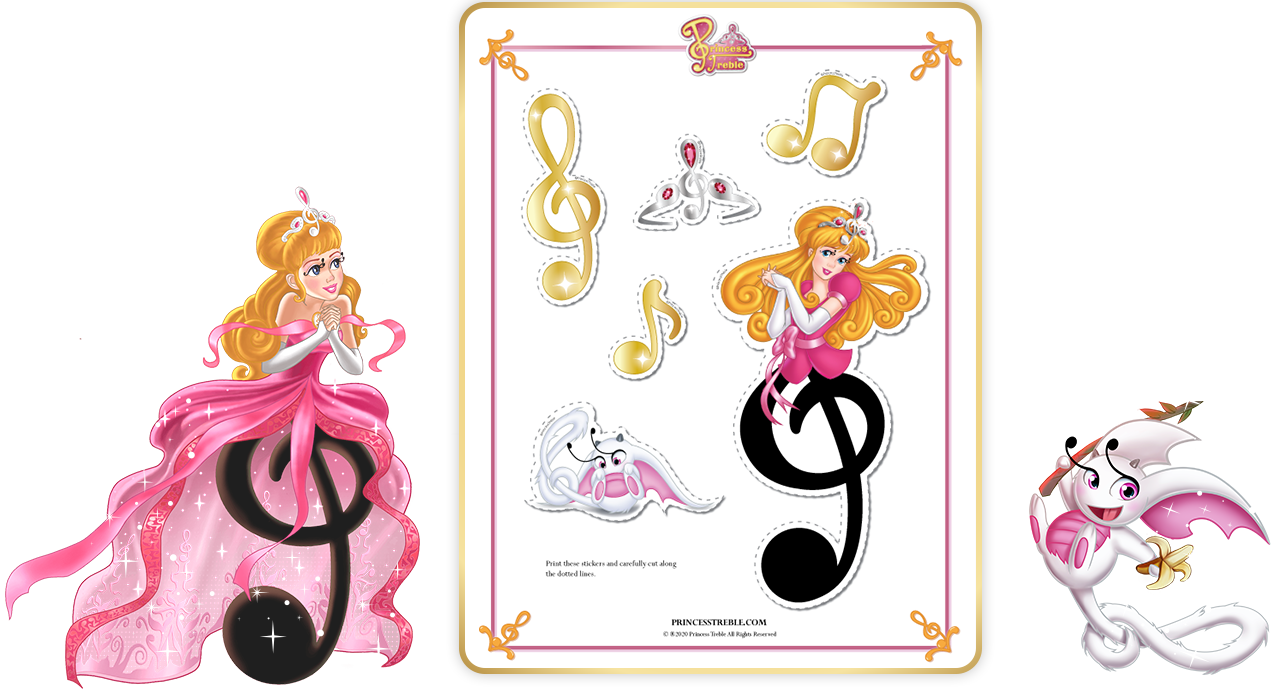 Princess
Treble
Print these stickers and carefully cut along
the dotted lines.
PRINCESSTREBLE.COM
© ®2020 Princess Treble All Rights Reserved